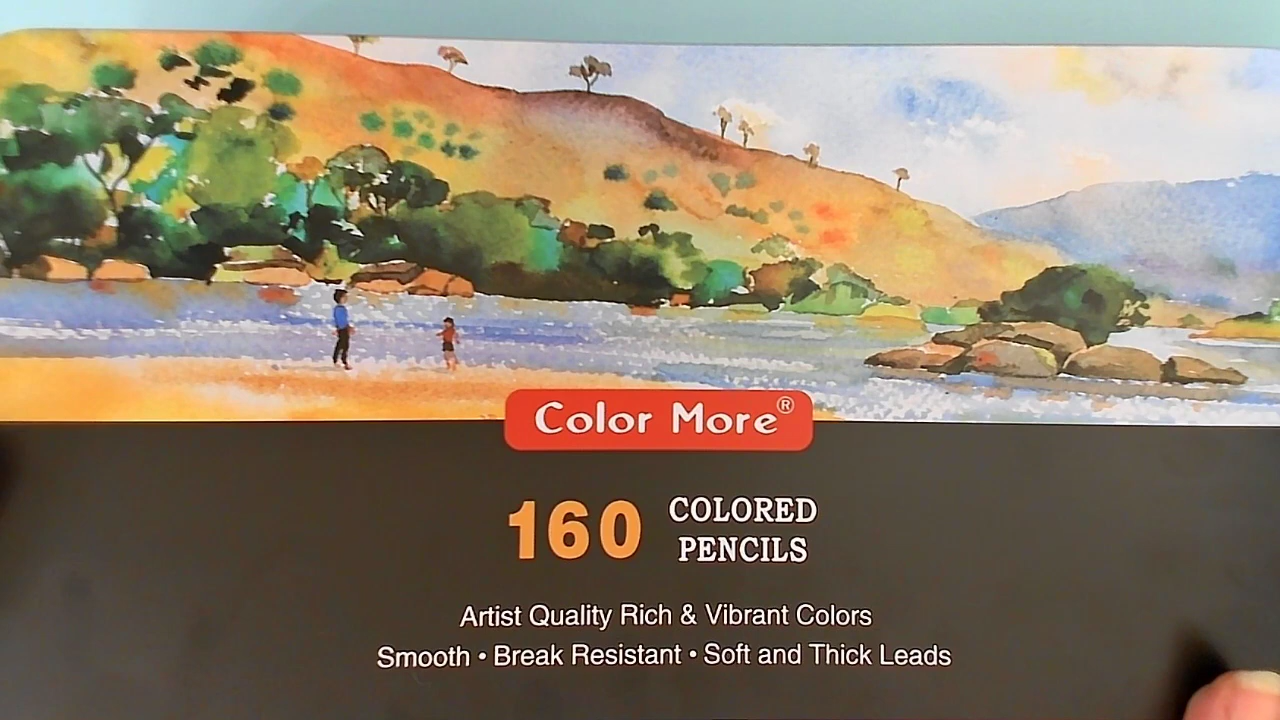 Color More®
160 COLORED
PENCILS
Artist Quality Rich & Vibrant Colors
Smooth • Break Resistant • Soft and Thick Leads